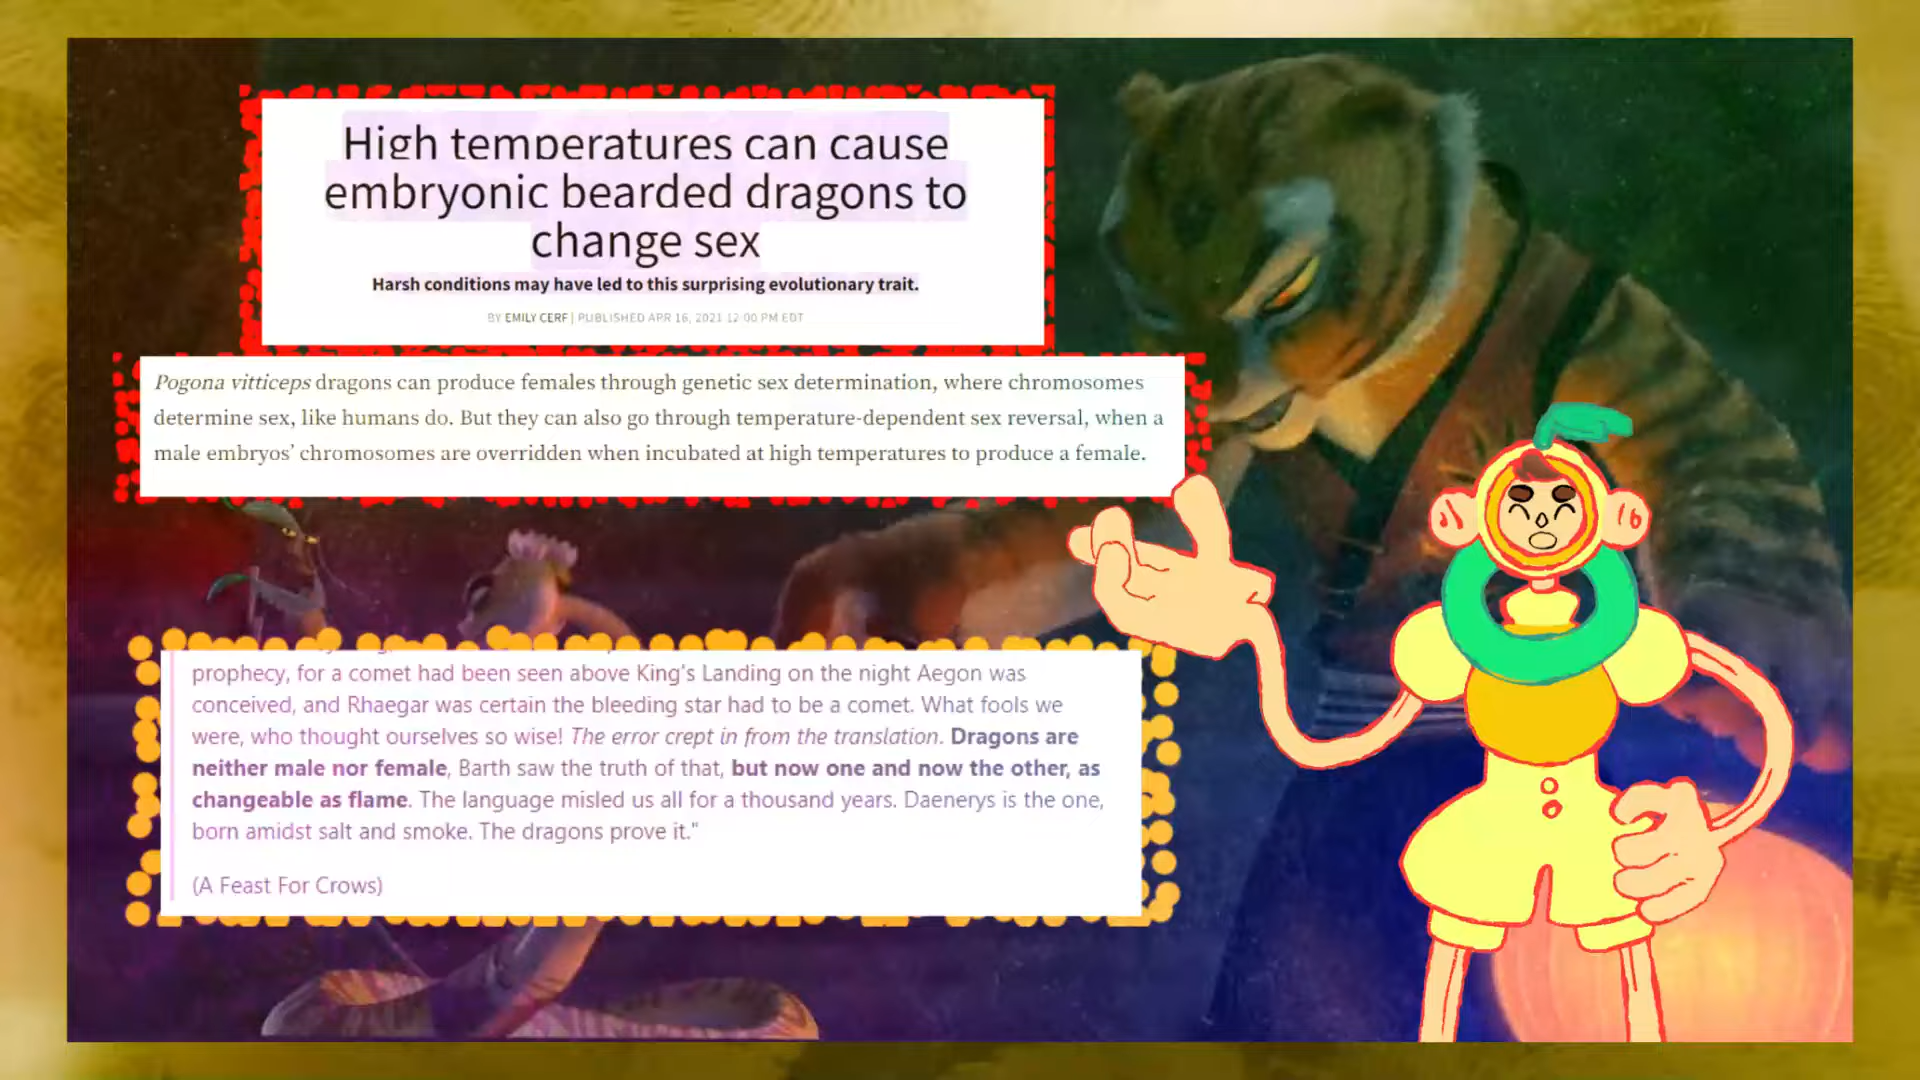 High temperatures can cause
embryonic bearded dragons to
change sex
Harsh conditions may have led to this surprising evolutionary trait.
BY EMILY CERF | PUBLISHED APR 16, 2021 12:00 PM EDT
Pogona vitticeps dragons can produce females through genetic sex determination, where chromosomes
determine sex, like humans do. But they can also go through temperature-dependent sex reversal, when a
male embryos' chromosomes are overridden when incubated at high temperatures to produce a female.
prophecy, for a comet had been seen above King's Landing on the night Aegon was
conceived, and Rhaegar was certain the bleeding star had to be a comet. What fools we
were, who thought ourselves so wise! The error crept in from the translation. Dragons are
neither male nor female, Barth saw the truth of that, but now one and now the other, as
changeable as flame. The language misled us all for a thousand years. Daenerys is the one,
born amidst salt and smoke. The dragons prove it."
(A Feast For Crows)